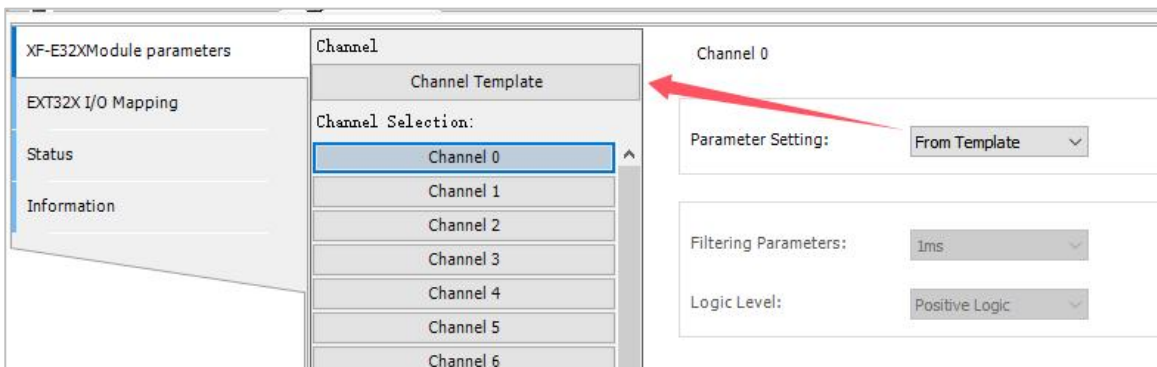 XF-E32XModule parameters
EXT32X I/O Mapping
Status
Information
Channel
Channel Template
Channel Selection:
Channel 0
Channel 1
Channel 2
Channel 3
Channel 4
Channel 5
Channel 6
Channel 0
Parameter Setting:
From Template
Filtering Parameters:
1ms
Logic Level:
Positive Logic